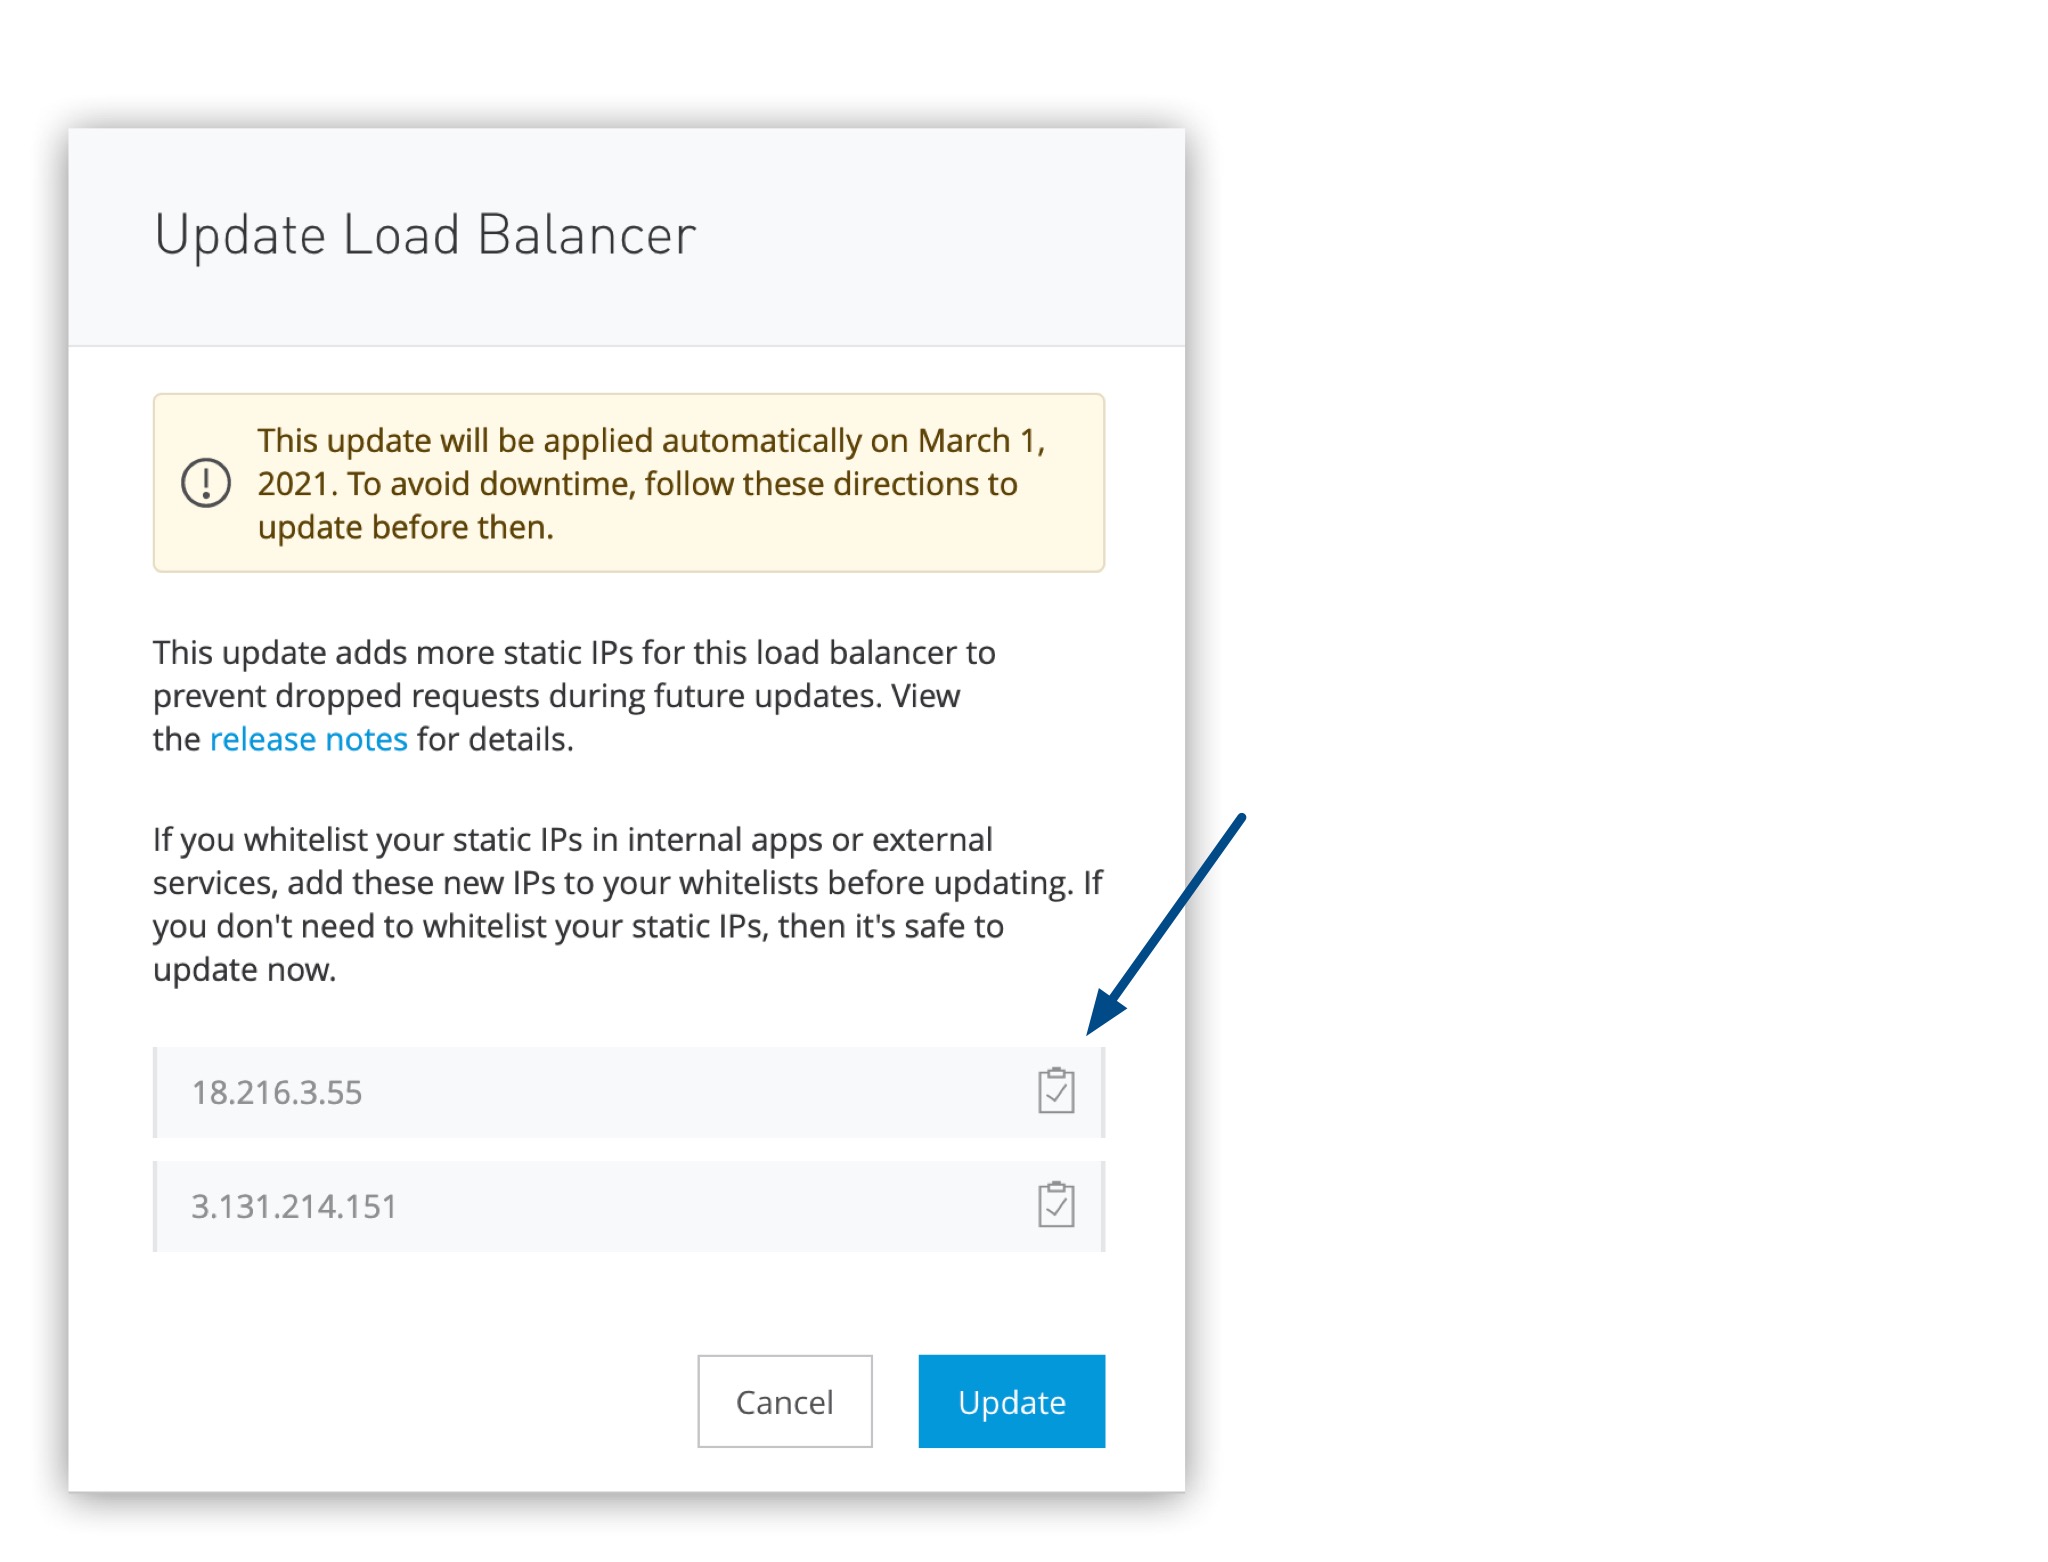 Update Load Balancer
This update will be applied automatically on March 1,
2021. To avoid downtime, follow these directions to
update before then.
This update adds more static IPs for this load balancer to
prevent dropped requests during future updates. View
the release notes for details.
If you whitelist your static IPs in internal apps or external
services, add these new IPs to your whitelists before updating. If
you don't need to whitelist your static IPs, then it's safe to
update now.
18.216.3.55
3.131.214.151
Cancel Update